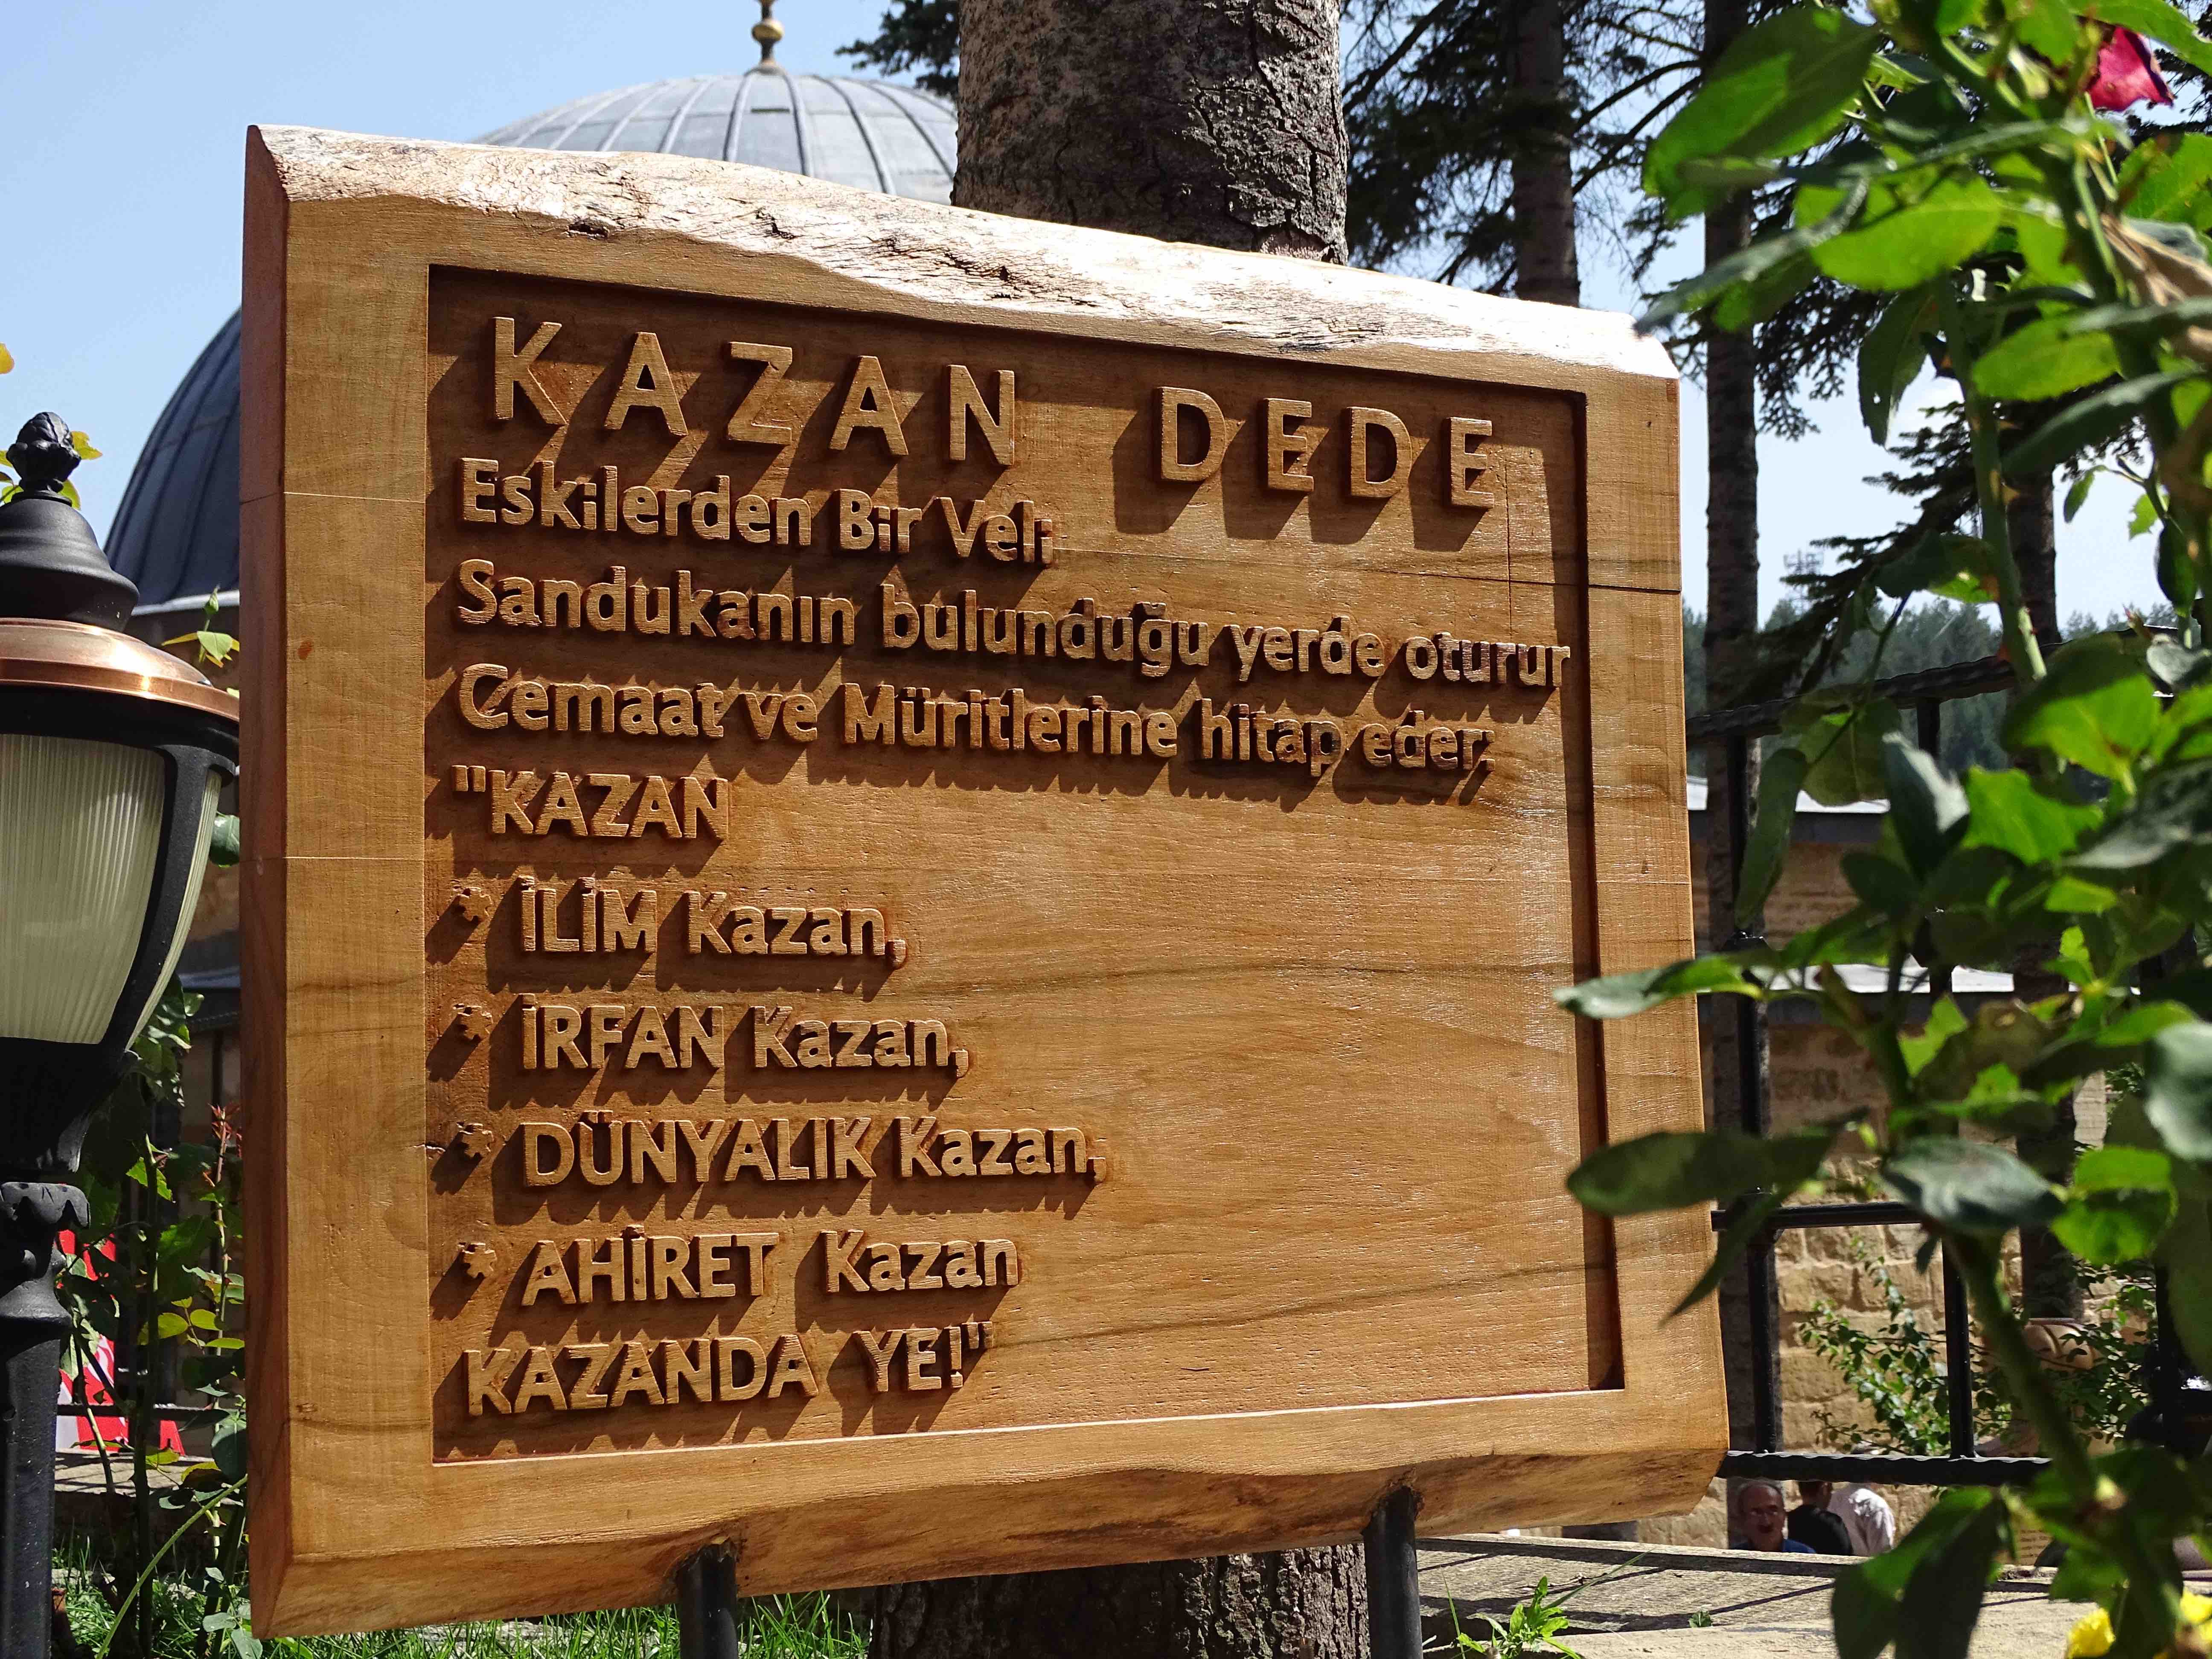 KAZAN DEDE
Eskilerden Bir Veli
Sandukanın bulunduğu yerde oturur
Cemaat ve Müritlerine hitap eder:
"KAZAN
* İLİM Kazan,
* İRFAN Kazan,
* DÜNYALIK Kazan,
* AHİRET Kazan
KAZANDA YE!"